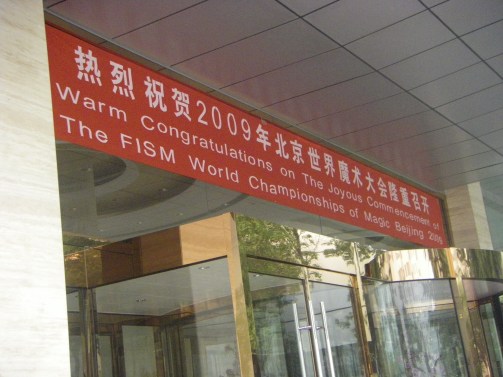 热烈祝贺2009年北京世界魔术大会隆重召开
Warm Congratulations on The Joyous Commencement of
The FISM World Championships of Magic Beijing 2009